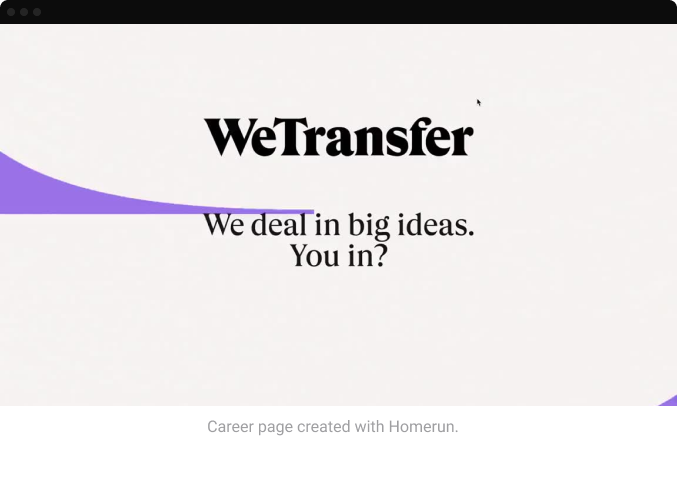 WeTransfer
We deal in big ideas.
You in?
Career page created with Homerun.